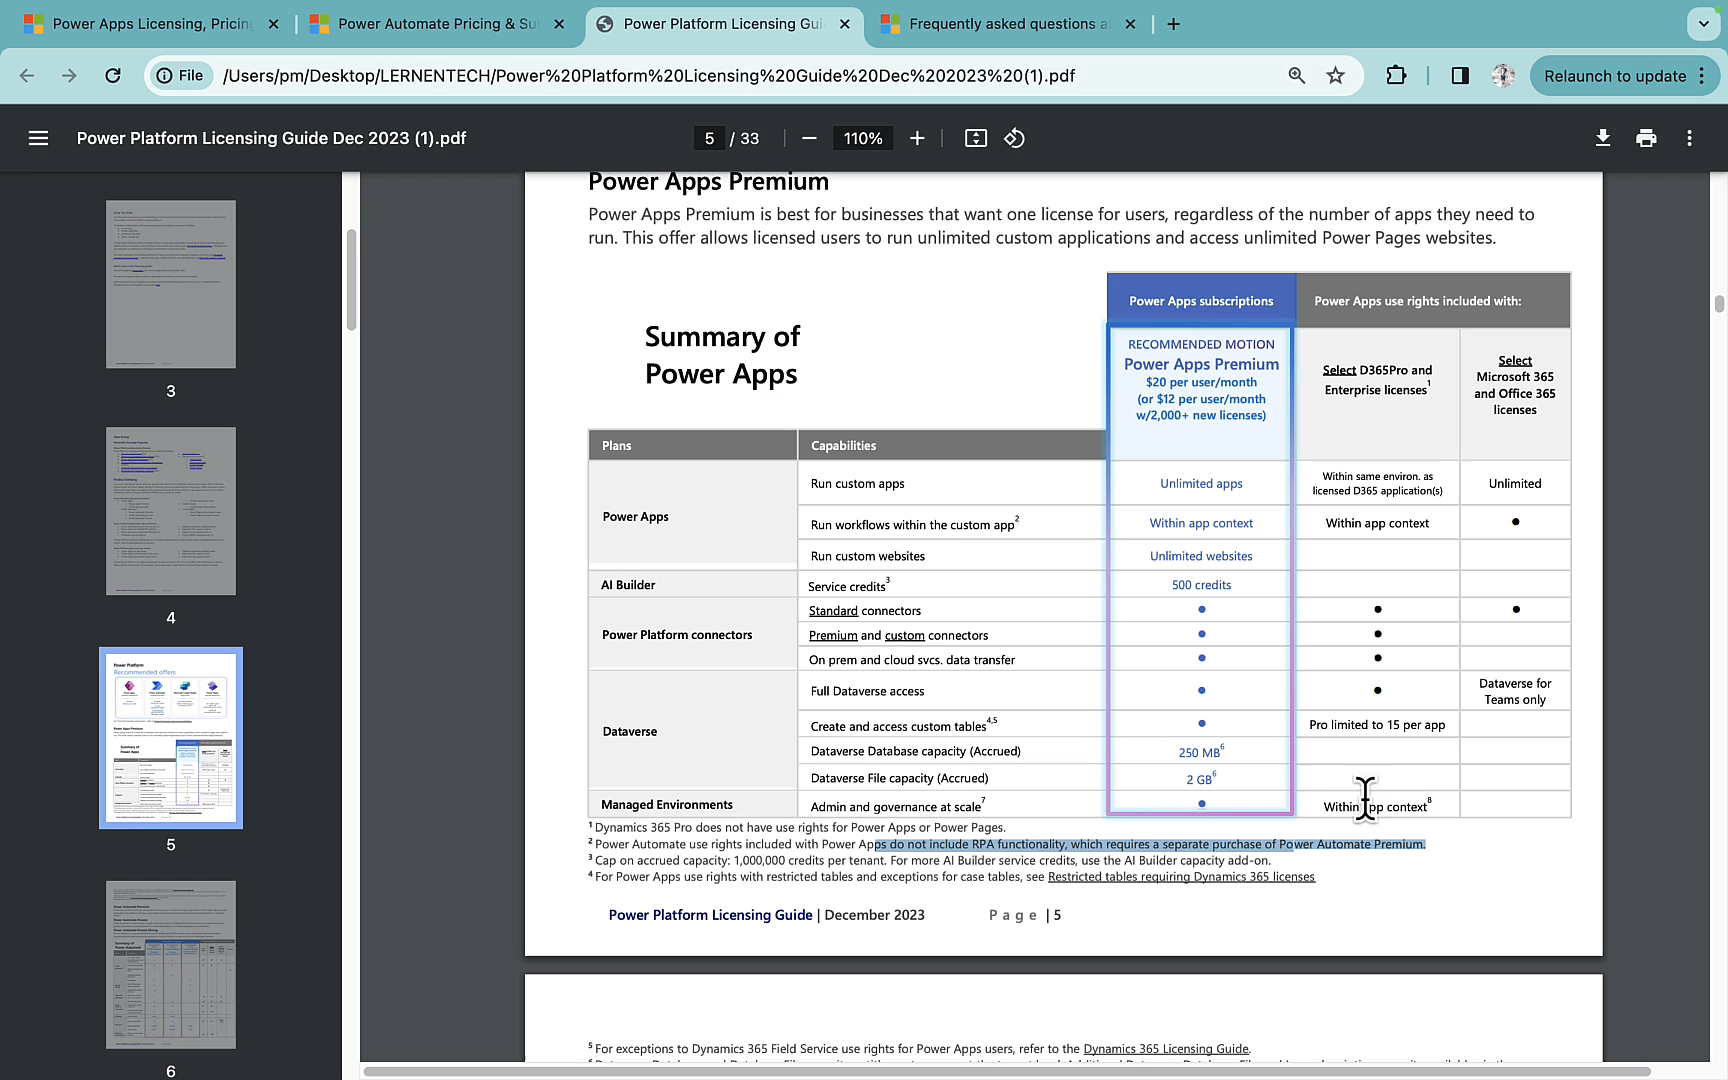 Power Apps Licensing, Pricing
Power Automate Pricing & Su
Power Platform Licensing Gui
Frequently asked questions a
File
/Users/pm/Desktop/LERNENTECH/Power%20Platform%20Licensing%20Guide%20Dec%202023%20(1).pdf
Relaunch to update
Power Platform Licensing Guide Dec 2023 (1).pdf
5 / 33
110%
3
4
5
6
Power Apps Premium
Power Apps Premium is best for businesses that want one license for users, regardless of the number of apps they need to
run. This offer allows licensed users to run unlimited custom applications and access unlimited Power Pages websites.
Summary of
Power Apps
Power Apps subscriptions
Power Apps use rights included with:
RECOMMENDED MOTION
Power Apps Premium
$20 per user/month
(or $12 per user/month
w/2,000+ new licenses)
Select D365Pro and
Enterprise licenses1
Select
Microsoft 365
and Office 365
licenses
Plans Capabilities
Power Apps
Run custom apps Unlimited apps Within same environ. as
licensed D365 application(s) Unlimited
Run workflows within the custom app2 Within app context Within app context •
Run custom websites Unlimited websites
AI Builder Service credits3 500 credits
Power Platform connectors
Standard connectors • • •
Premium and custom connectors • •
On prem and cloud svcs. data transfer • •
Dataverse
Full Dataverse access • • Dataverse for
Teams only
Create and access custom tables4,5 • Pro limited to 15 per app
Dataverse Database capacity (Accrued) 250 MB6
Dataverse File capacity (Accrued) 2 GB6
Managed Environments Admin and governance at scale7 • Within app context8
1 Dynamics 365 Pro does not have use rights for Power Apps or Power Pages.
2 Power Automate use rights included with Power Apps do not include RPA functionality, which requires a separate purchase of Power Automate Premium.
3 Cap on accrued capacity: 1,000,000 credits per tenant. For more AI Builder service credits, use the AI Builder capacity add-on.
4 For Power Apps use rights with restricted tables and exceptions for case tables, see Restricted tables requiring Dynamics 365 licenses
Power Platform Licensing Guide | December 2023 Page | 5
5 For exceptions to Dynamics 365 Field Service use rights for Power Apps users, refer to the Dynamics 365 Licensing Guide.